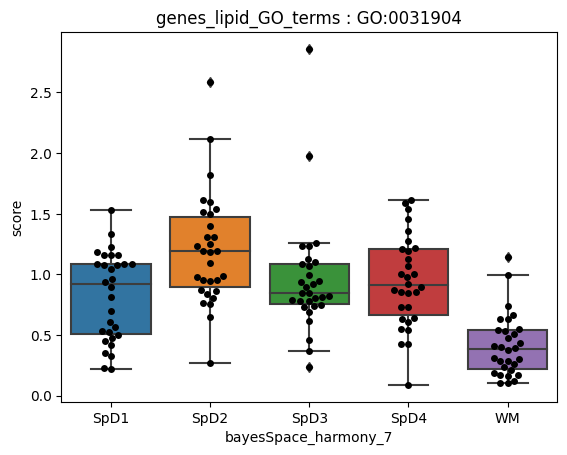 genes_lipid_GO_terms : GO:0031904
score
2.5
2.0
1.5
1.0
0.5
0.0
SpD1 SpD2 SpD3 SpD4 WM
bayesSpace_harmony_7